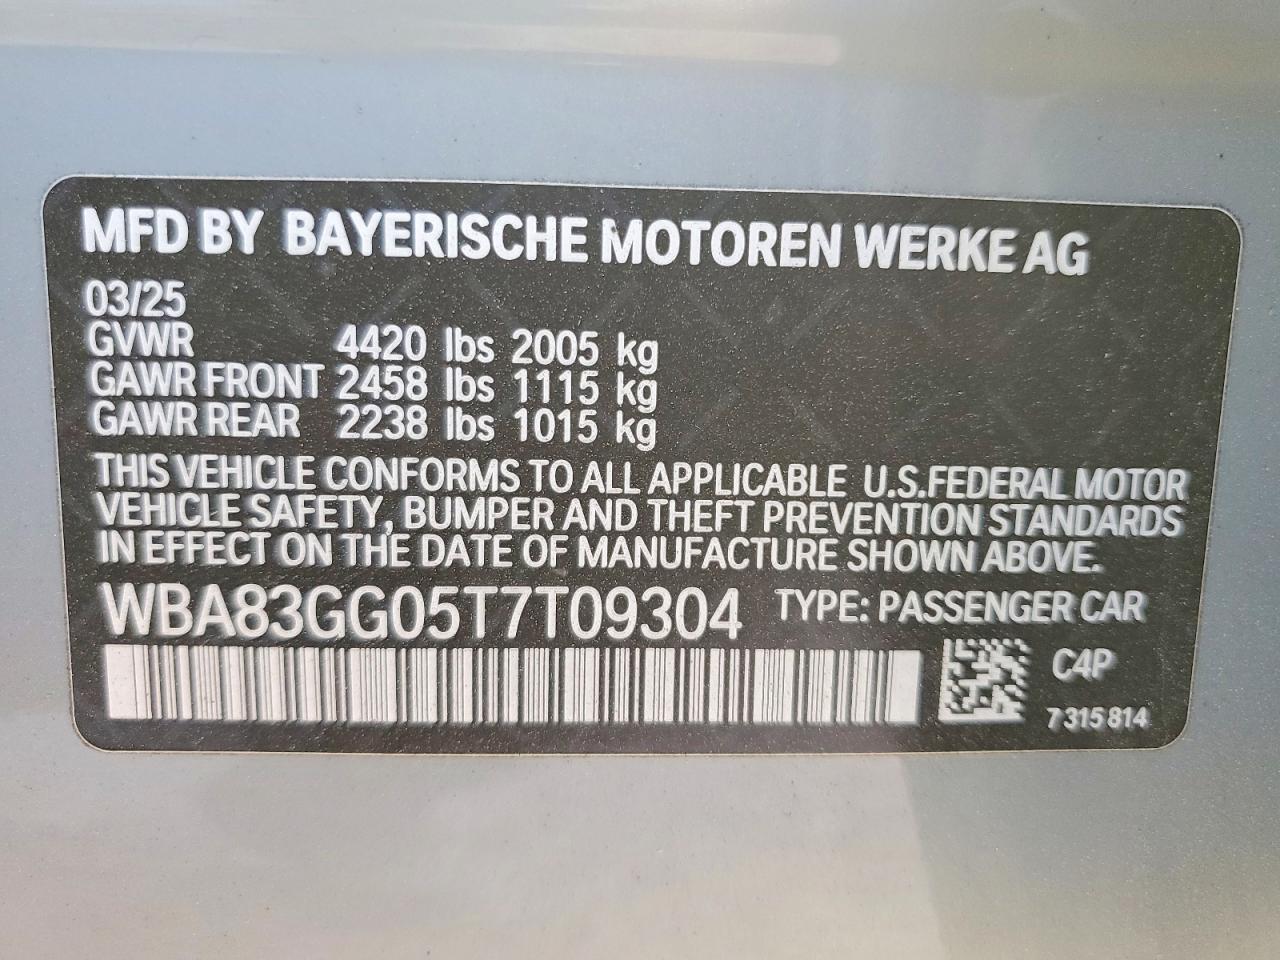 MFD BY BAYERISCHE MOTOREN WERKE AG
03/25
GVWR 4420 lbs 2005 kg
GAWR FRONT 2458 lbs 1115 kg
GAWR REAR 2238 lbs 1015 kg
THIS VEHICLE CONFORMS TO ALL APPLICABLE U.S.FEDERAL MOTOR
VEHICLE SAFETY, BUMPER AND THEFT PREVENTION STANDARDS
IN EFFECT ON THE DATE OF MANUFACTURE SHOWN ABOVE.
WBA83GG05T7T09304 TYPE: PASSENGER CAR
C4P
7 315 814